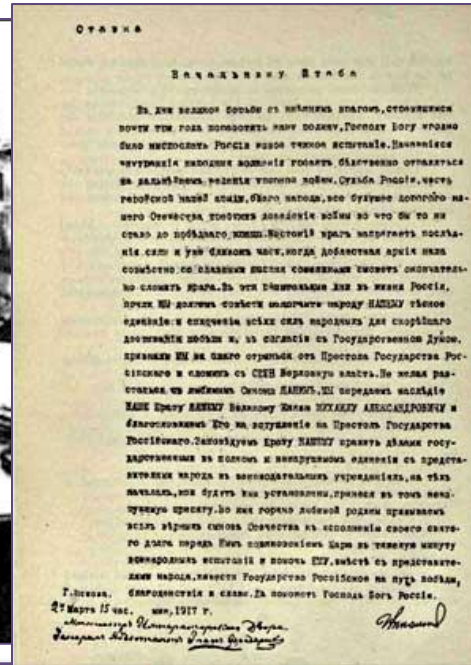 Ставка
Начальнику Штаба
Въ дни великой борьбы съ внѣшнимъ врагомъ, стремящимся
почти три года поработить нашу родину, Господу Богу угодно
было ниспослать Россіи новое тяжкое испытаніе. Начавшіяся
внутреннія народныя волненія грозятъ бѣдственно отразиться
на дальнѣйшемъ веденіи упорной войны. Судьба Россіи, честь
геройской нашей арміи, благо народа, все будущее дорогого на-
шего Отечества требуютъ доведенія войны во что бы то ни
стало до побѣднаго конца. Жестокій врагъ напрягаетъ послѣд-
нія силы и уже близокъ часъ, когда доблестная армія наша
совмѣстно со славными нашими союзниками сможетъ окончатель-
но сломить врага. Въ эти рѣшительные дни въ жизни Россіи,
почли МЫ долгомъ совѣсти облегчить народу НАШЕМУ тѣсное
единеніе и сплоченіе всѣхъ силъ народныхъ для скорѣйшаго
достиженія побѣды и, въ согласіи съ Государственною Думою,
признали МЫ за благо отречься отъ Престола Государства Рос-
сійскаго и сложить съ СЕБЯ Верховную власть. Не желая раз-
статься съ любимымъ Сыномъ НАШИМЪ, МЫ передаемъ наслѣдіе
НАШЕ Брату НАШЕМУ Великому Князю МИХАИЛУ АЛЕКСАНДРОВИЧУ и
благословляемъ Его на вступленіе на Престолъ Государства
Россійскаго. Заповѣдуемъ Брату НАШЕМУ править дѣлами госу-
дарственными въ полномъ и ненарушимомъ единеніи съ предста-
вителями народа въ законодательныхъ учрежденіяхъ, на тѣхъ
началахъ, кои будутъ ими установлены, принеся въ томъ нена-
рушимую присягу. Во имя горячо любимой родины призываемъ
всѣхъ вѣрныхъ сыновъ Отечества къ исполненію своего свято-
го долга передъ Нимъ, повиновеніемъ Царю въ тяжелую минуту
всенародныхъ испытаній и помочь ЕМУ, вмѣстѣ съ представите-
лями народа, вывести Государство Россійское на путь побѣды,
благоденствія и славы. Да поможетъ Господь Богъ Россіи.
Г. Псковъ.
2 Марта 15 час. мин. 1917 г.
Николай
Министръ Императорскаго Двора
Генералъ Адъютантъ Графъ Фредериксъ